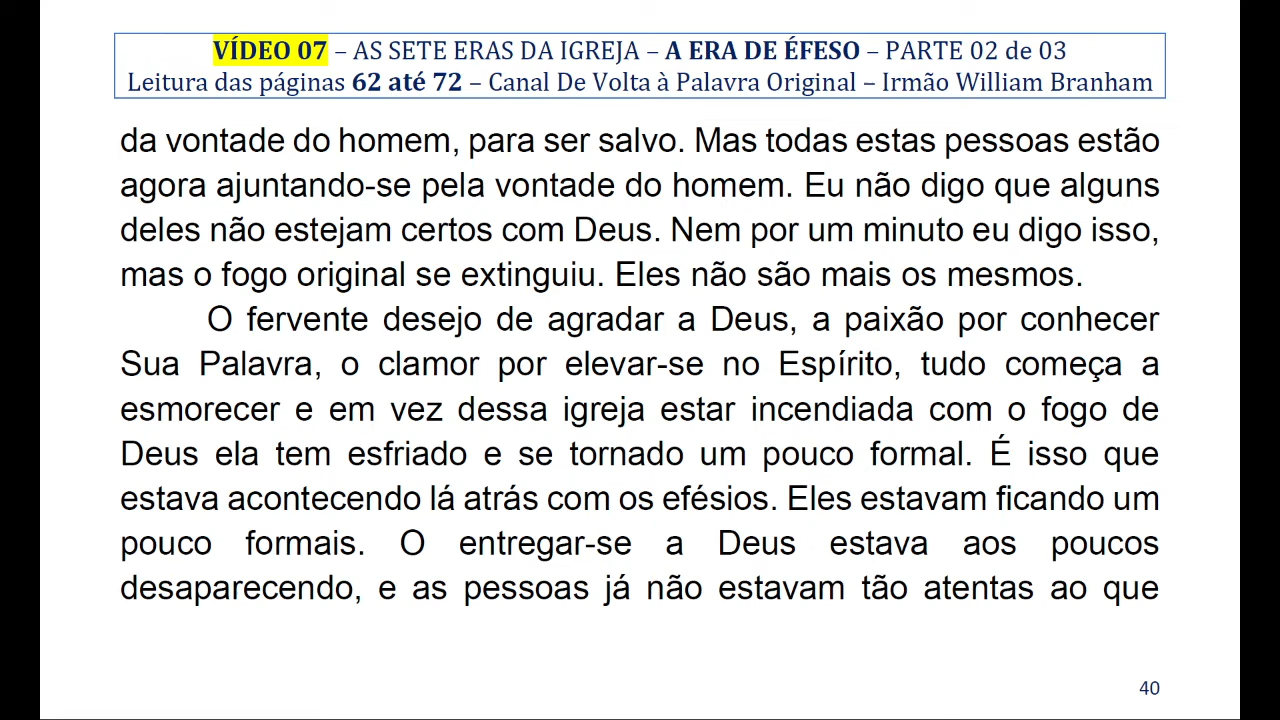 VÍDEO 07 – AS SETE ERAS DA IGREJA – A ERA DE ÉFESO – PARTE 02 de 03
Leitura das páginas 62 até 72 – Canal De Volta à Palavra Original – Irmão William Branham
da vontade do homem, para ser salvo. Mas todas estas pessoas estão
agora ajuntando-se pela vontade do homem. Eu não digo que alguns
deles não estejam certos com Deus. Nem por um minuto eu digo isso,
mas o fogo original se extinguiu. Eles não são mais os mesmos.
O fervente desejo de agradar a Deus, a paixão por conhecer
Sua Palavra, o clamor por elevar-se no Espírito, tudo começa a
esmorecer e em vez dessa igreja estar incendiada com o fogo de
Deus ela tem esfriado e se tornado um pouco formal. É isso que
estava acontecendo lá atrás com os efésios. Eles estavam ficando um
pouco formais. O entregar-se a Deus estava aos poucos
desaparecendo, e as pessoas já não estavam tão atentas ao que
40